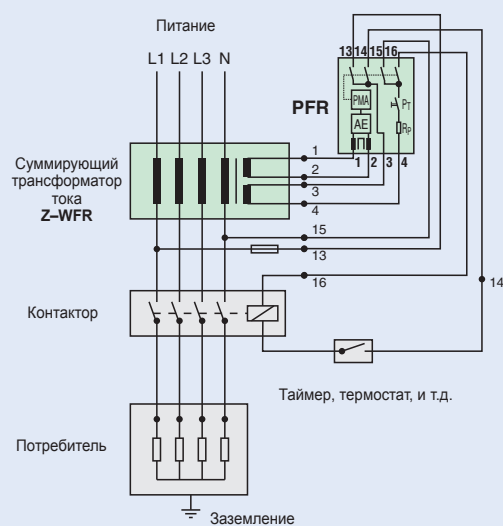 Питание
L1 L2 L3 N
13 14 15 16
PFR
PMA
PT
AE
RP
1 2 3 4
Суммирующий
трансформатор
тока
Z–WFR
1
2
3
4
15
13
16
14
Контактор
Таймер, термостат, и т.д.
Потребитель
Заземление